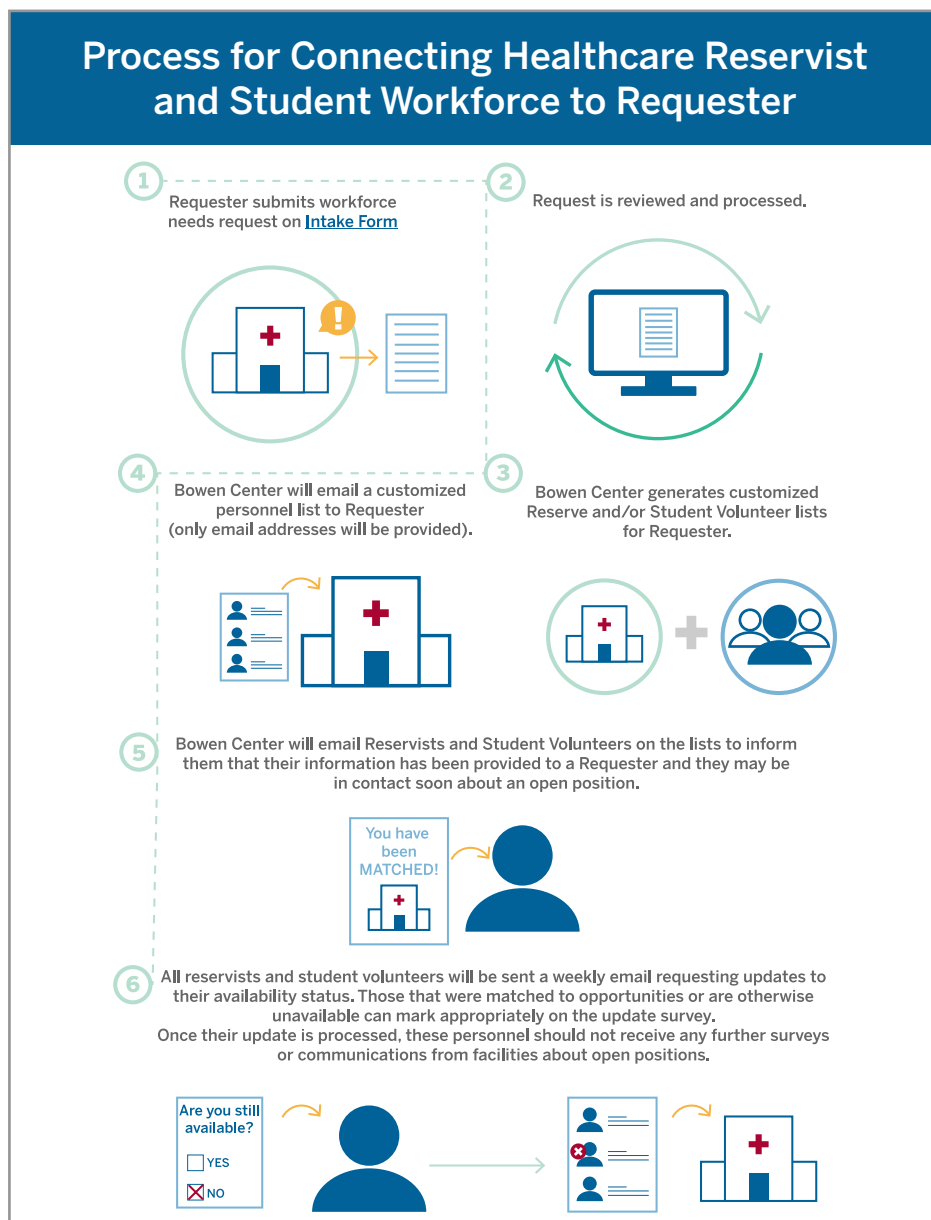 Process for Connecting Healthcare Reservist
and Student Workforce to Requester
1
Requester submits workforce
needs request on Intake Form
2
Request is reviewed and processed.
3
Bowen Center generates customized
Reserve and/or Student Volunteer lists
for Requester.
4
Bowen Center will email a customized
personnel list to Requester
(only email addresses will be provided).
5
Bowen Center will email Reservists and Student Volunteers on the lists to inform
them that their information has been provided to a Requester and they may be
in contact soon about an open position.
You have
been
MATCHED!
6
All reservists and student volunteers will be sent a weekly email requesting updates to
their availability status. Those that were matched to opportunities or are otherwise
unavailable can mark appropriately on the update survey.
Once their update is processed, these personnel should not receive any further surveys
or communications from facilities about open positions.
Are you still
available?
YES
NO